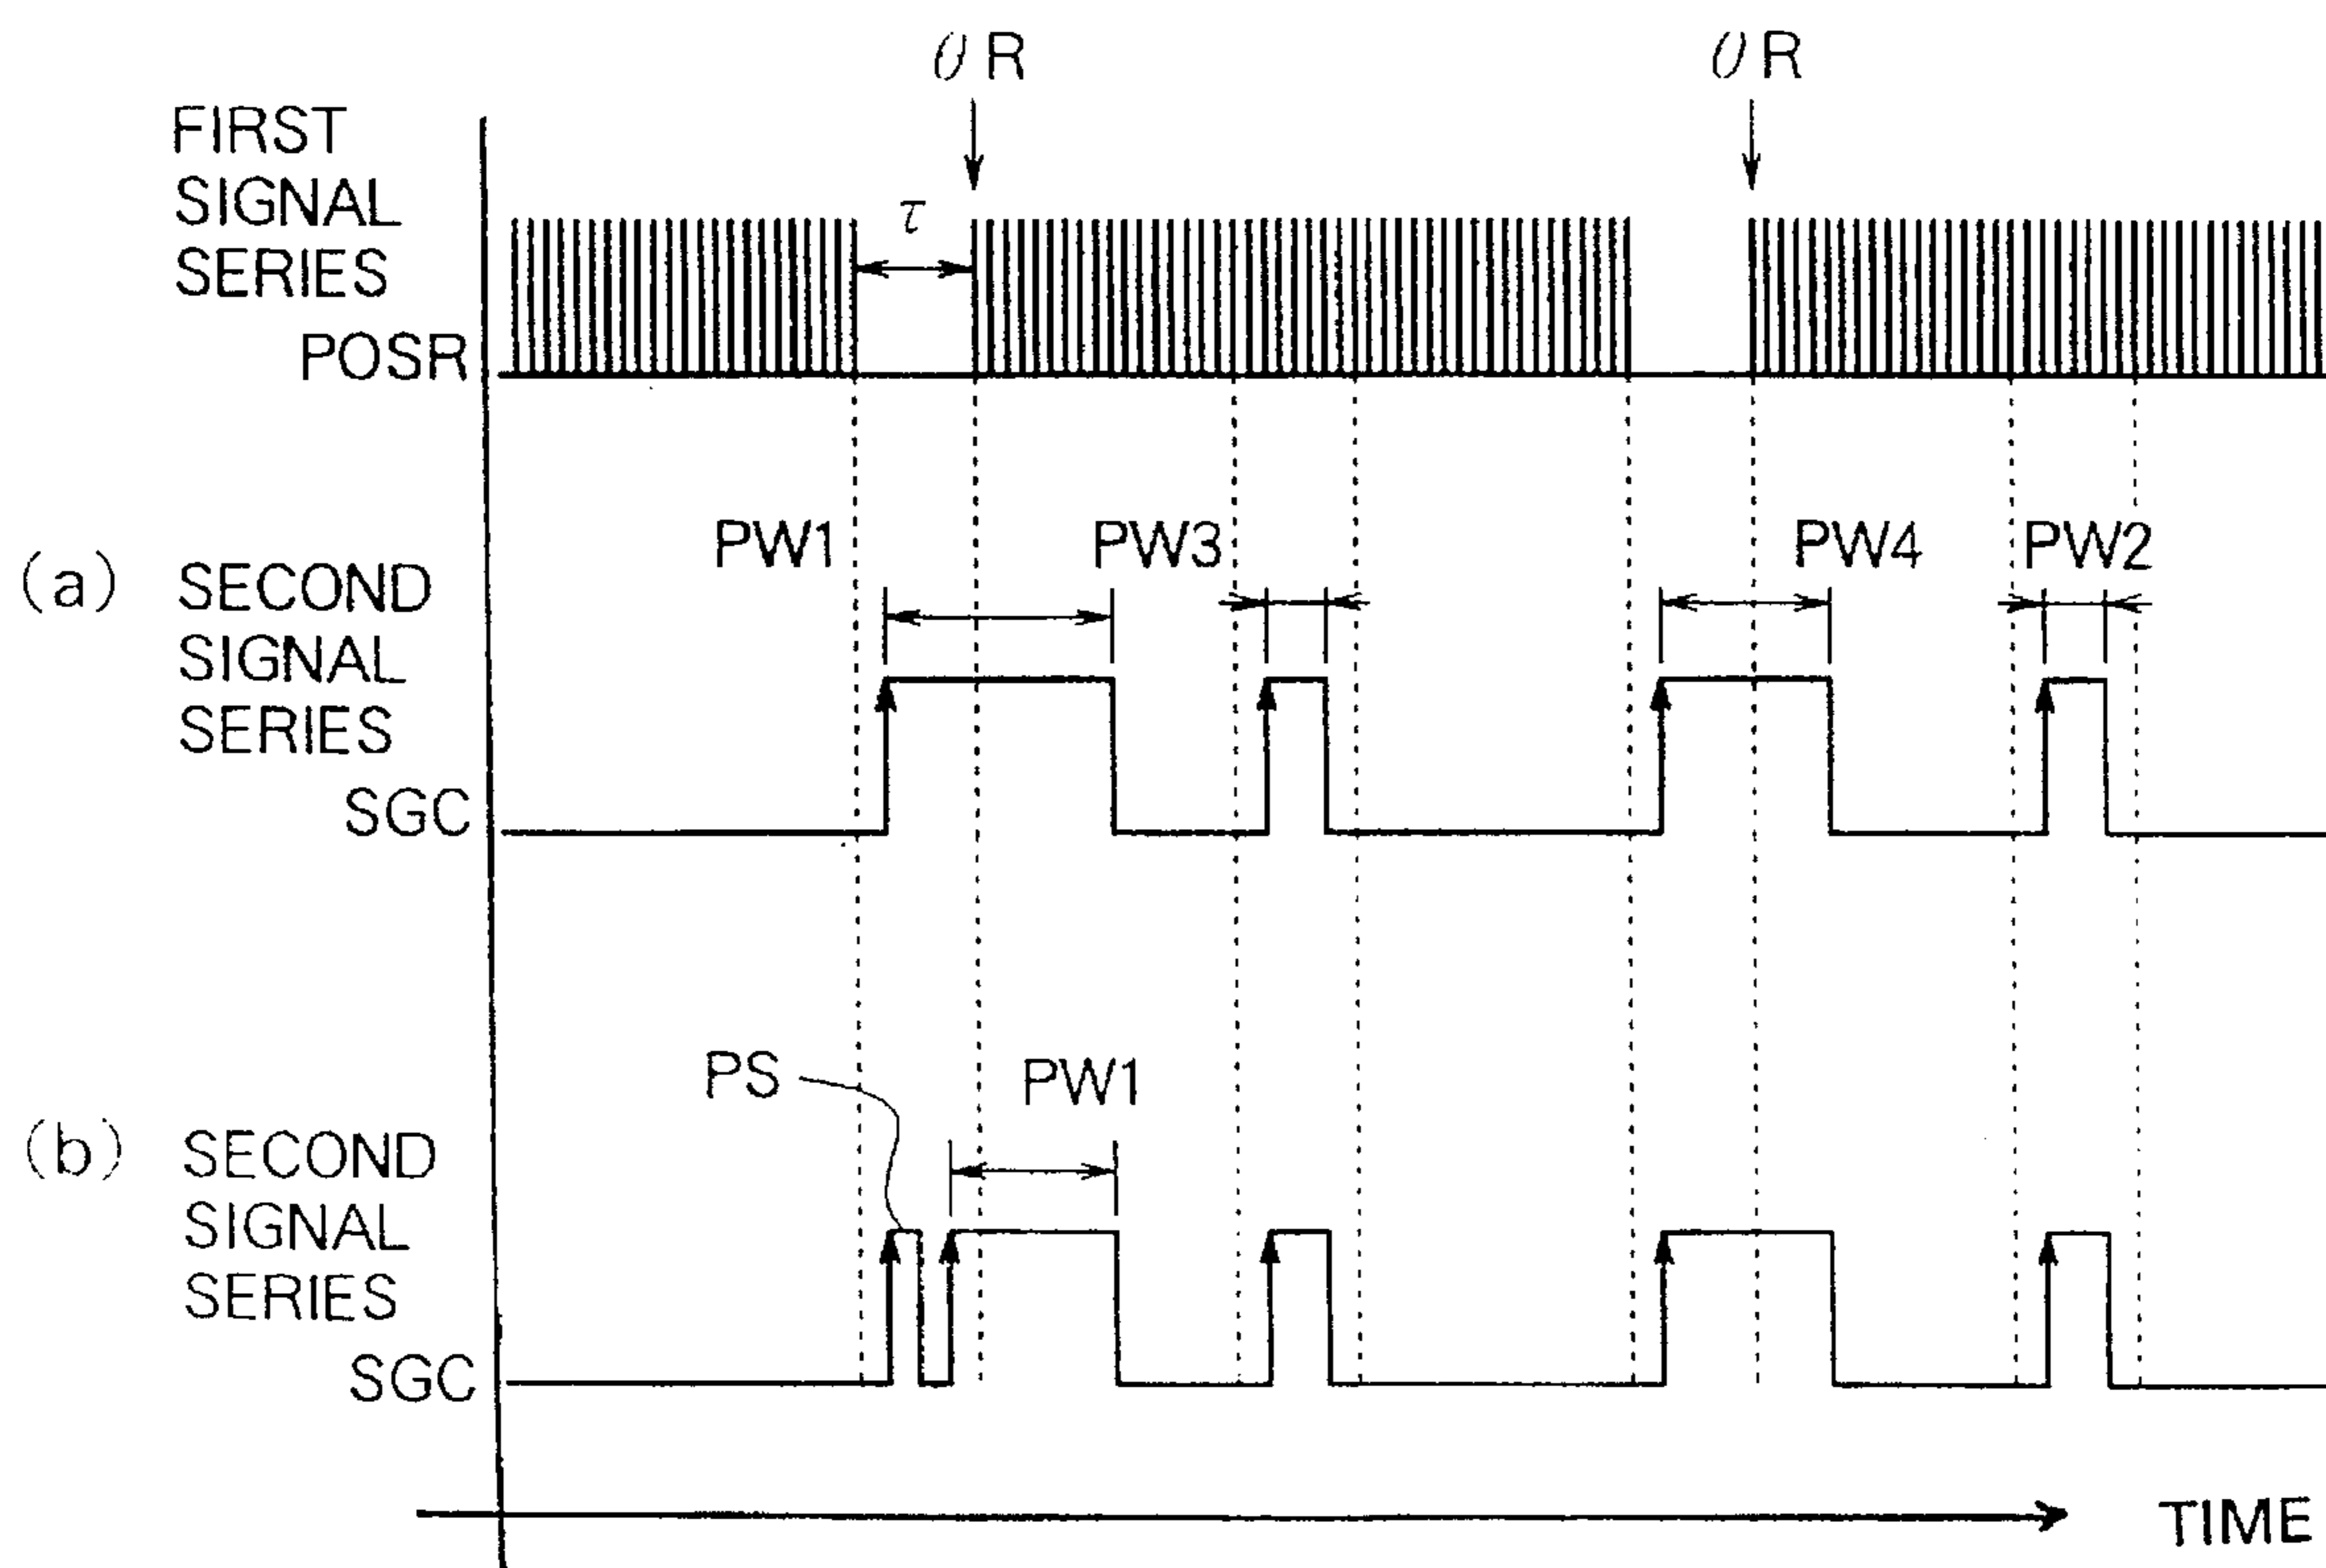 θR θR
FIRST
SIGNAL
SERIES
τ
POSR
PW1 PW3 PW4 PW2
(a) SECOND
SIGNAL
SERIES
SGC
PS PW1
(b) SECOND
SIGNAL
SERIES
SGC
TIME